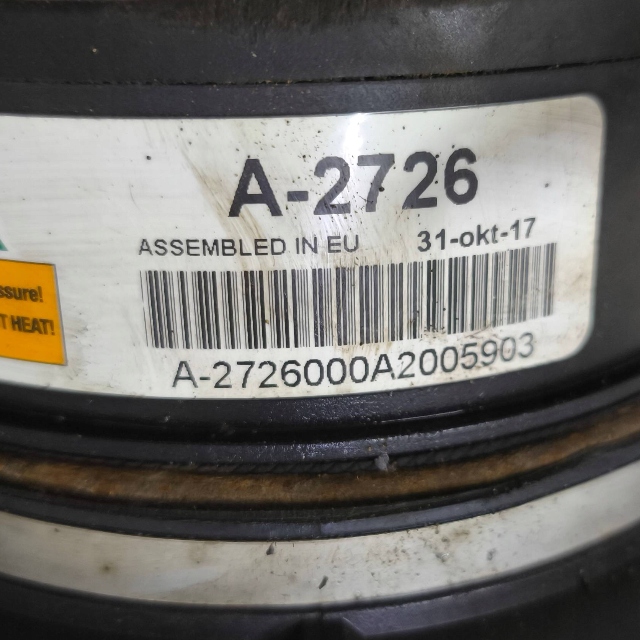 A-2726
ASSEMBLED IN EU 31-okt-17
ssure!
T HEAT!
A-2726000A2005903